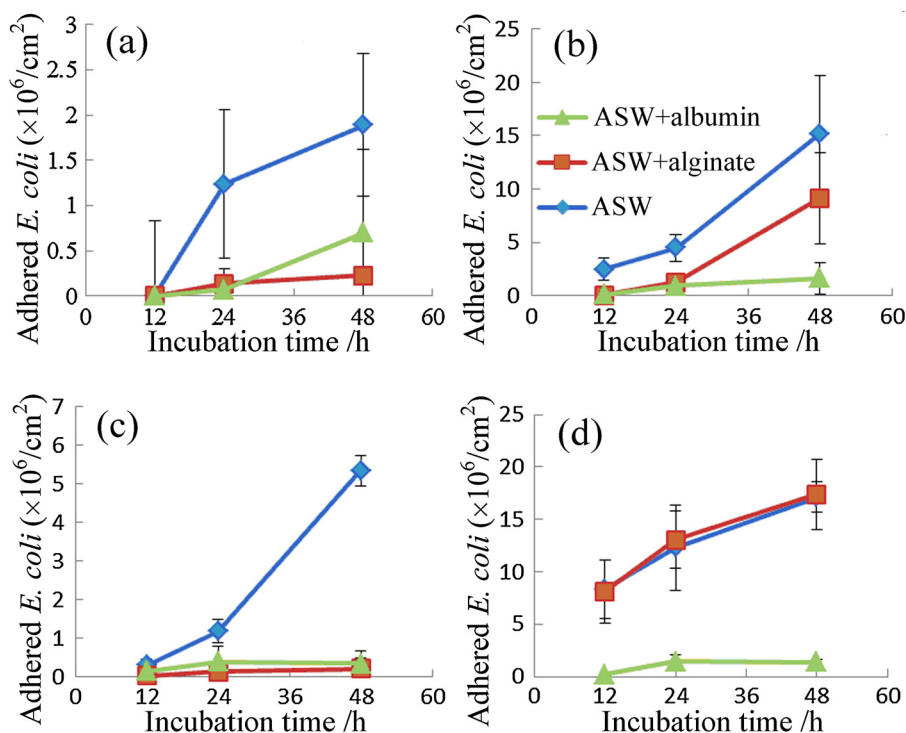 (a)
Adhered E. coli (×10⁶/cm²)
3
2.5
2
1.5
1
0.5
0
0 12 24 36 48 60
Incubation time /h
(b)
Adhered E. coli (×10⁶/cm²)
25
20
15
10
5
0
ASW+albumin
ASW+alginate
ASW
0 12 24 36 48 60
Incubation time /h
(c)
Adhered E. coli (×10⁶/cm²)
7
6
5
4
3
2
1
0
0 12 24 36 48 60
Incubation time /h
(d)
Adhered E. coli (×10⁶/cm²)
25
20
15
10
5
0
0 12 24 36 48 60
Incubation time /h